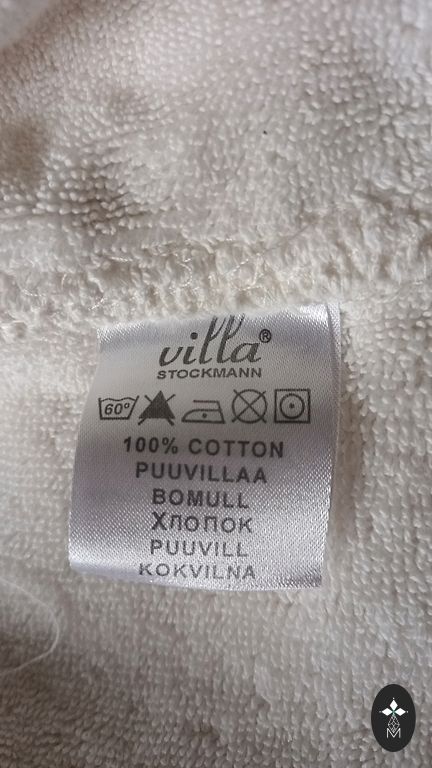 villa®
STOCKMANN
60°
100% COTTON
PUUVILLAA
BOMULL
ХЛОПОК
PUUVILL
KOKVILNA
M